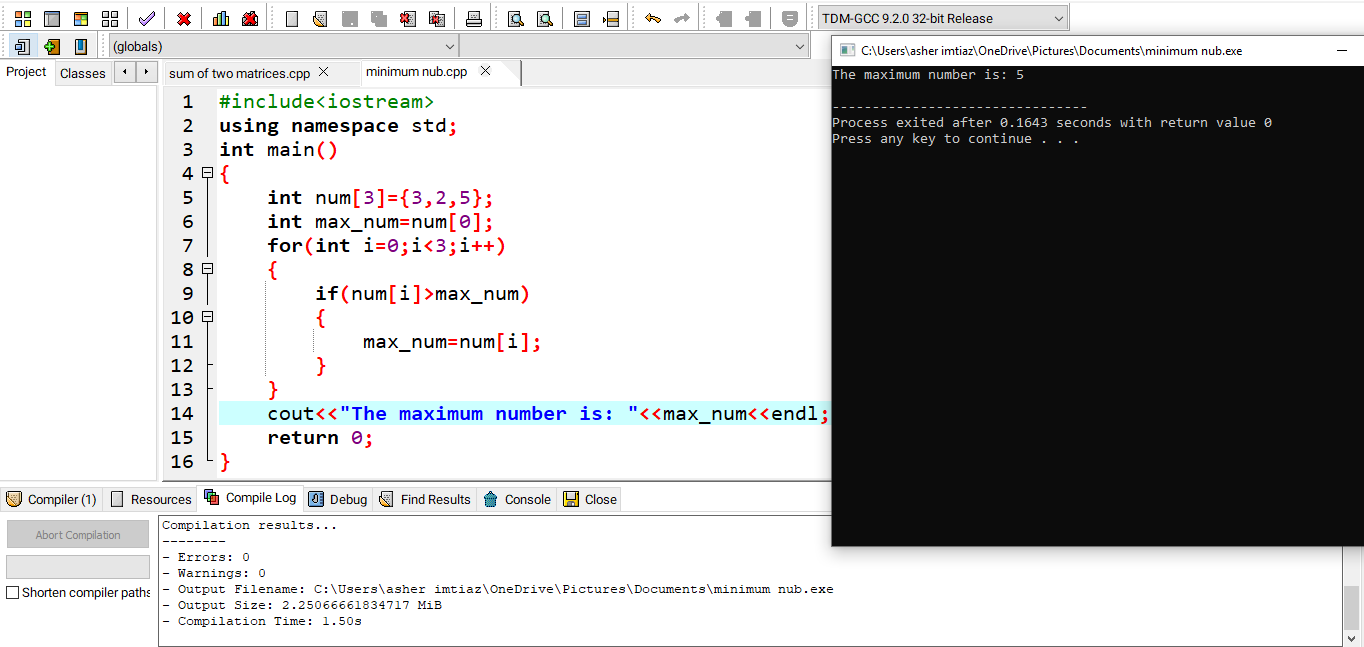 TDM-GCC 9.2.0 32-bit Release
(globals)
Project Classes
sum of two matrices.cpp minimum nub.cpp
1 #include<iostream>
2 using namespace std;
3 int main()
4 {
5 int num[3]={3,2,5};
6 int max_num=num[0];
7 for(int i=0;i<3;i++)
8 {
9 if(num[i]>max_num)
10 {
11 max_num=num[i];
12 }
13 }
14 cout<<"The maximum number is: "<<max_num<<endl;
15 return 0;
16 }
C:\Users\asher imtiaz\OneDrive\Pictures\Documents\minimum nub.exe
The maximum number is: 5
--------------------------------
Process exited after 0.1643 seconds with return value 0
Press any key to continue . . .
Compiler (1) Resources Compile Log Debug Find Results Console Close
Abort Compilation
Shorten compiler paths
Compilation results...
--------
- Errors: 0
- Warnings: 0
- Output Filename: C:\Users\asher imtiaz\OneDrive\Pictures\Documents\minimum nub.exe
- Output Size: 2.25066661834717 MiB
- Compilation Time: 1.50s